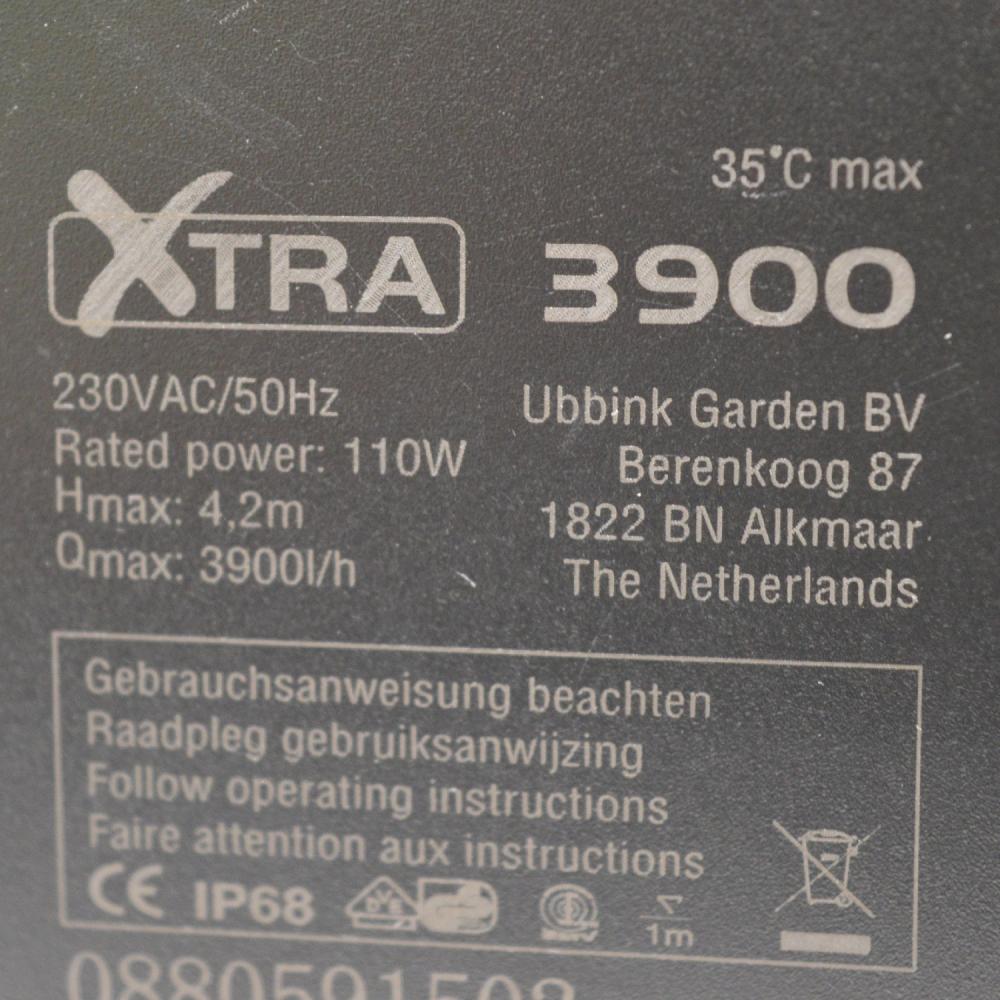 35°C max
XTRA 3900
230VAC/50Hz
Rated power: 110W
Hmax: 4,2m
Qmax: 3900l/h
Ubbink Garden BV
Berenkoog 87
1822 BN Alkmaar
The Netherlands
Gebrauchsanweisung beachten
Raadpleg gebruiksanwijzing
Follow operating instructions
Faire attention aux instructions
CE IP68 DVE 1m